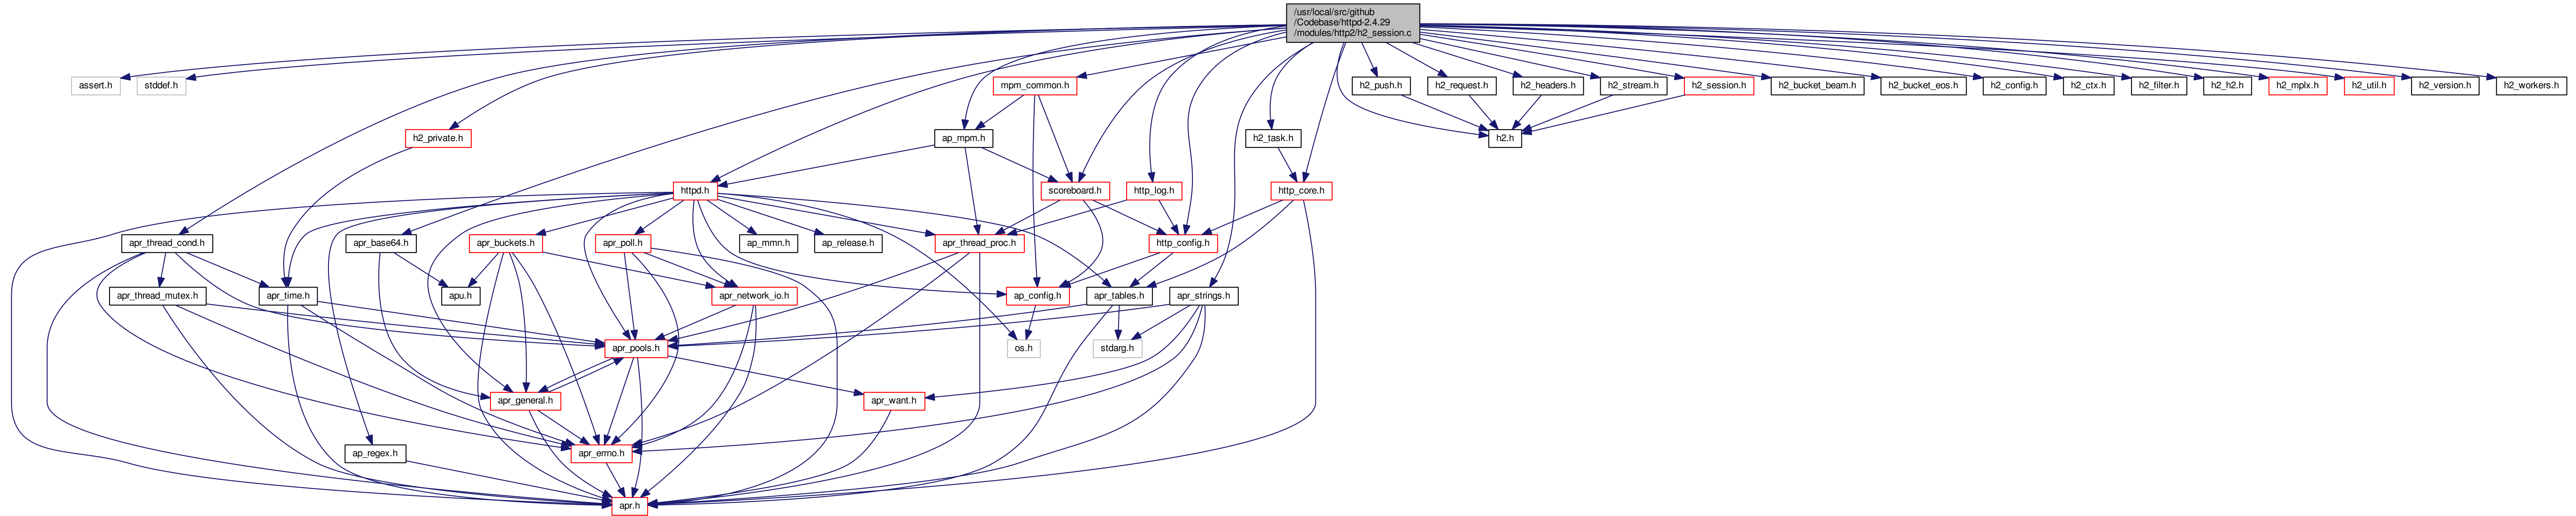 /usr/local/src/github
/Codebase/httpd-2.4.29
/modules/http2/h2_session.c
assert.h
stddef.h
mpm_common.h
h2_push.h
h2_request.h
h2_headers.h
h2_stream.h
h2_session.h
h2_bucket_beam.h
h2_bucket_eos.h
h2_config.h
h2_ctx.h
h2_filter.h
h2_h2.h
h2_mplx.h
h2_util.h
h2_version.h
h2_workers.h
h2_private.h
ap_mpm.h
h2_task.h
h2.h
httpd.h
scoreboard.h
http_log.h
http_core.h
apr_thread_cond.h
apr_base64.h
apr_buckets.h
apr_poll.h
ap_mmn.h
ap_release.h
apr_thread_proc.h
http_config.h
apr_thread_mutex.h
apr_time.h
apu.h
apr_network_io.h
ap_config.h
apr_tables.h
apr_strings.h
apr_pools.h
os.h
stdarg.h
apr_general.h
apr_want.h
ap_regex.h
apr_errno.h
apr.h